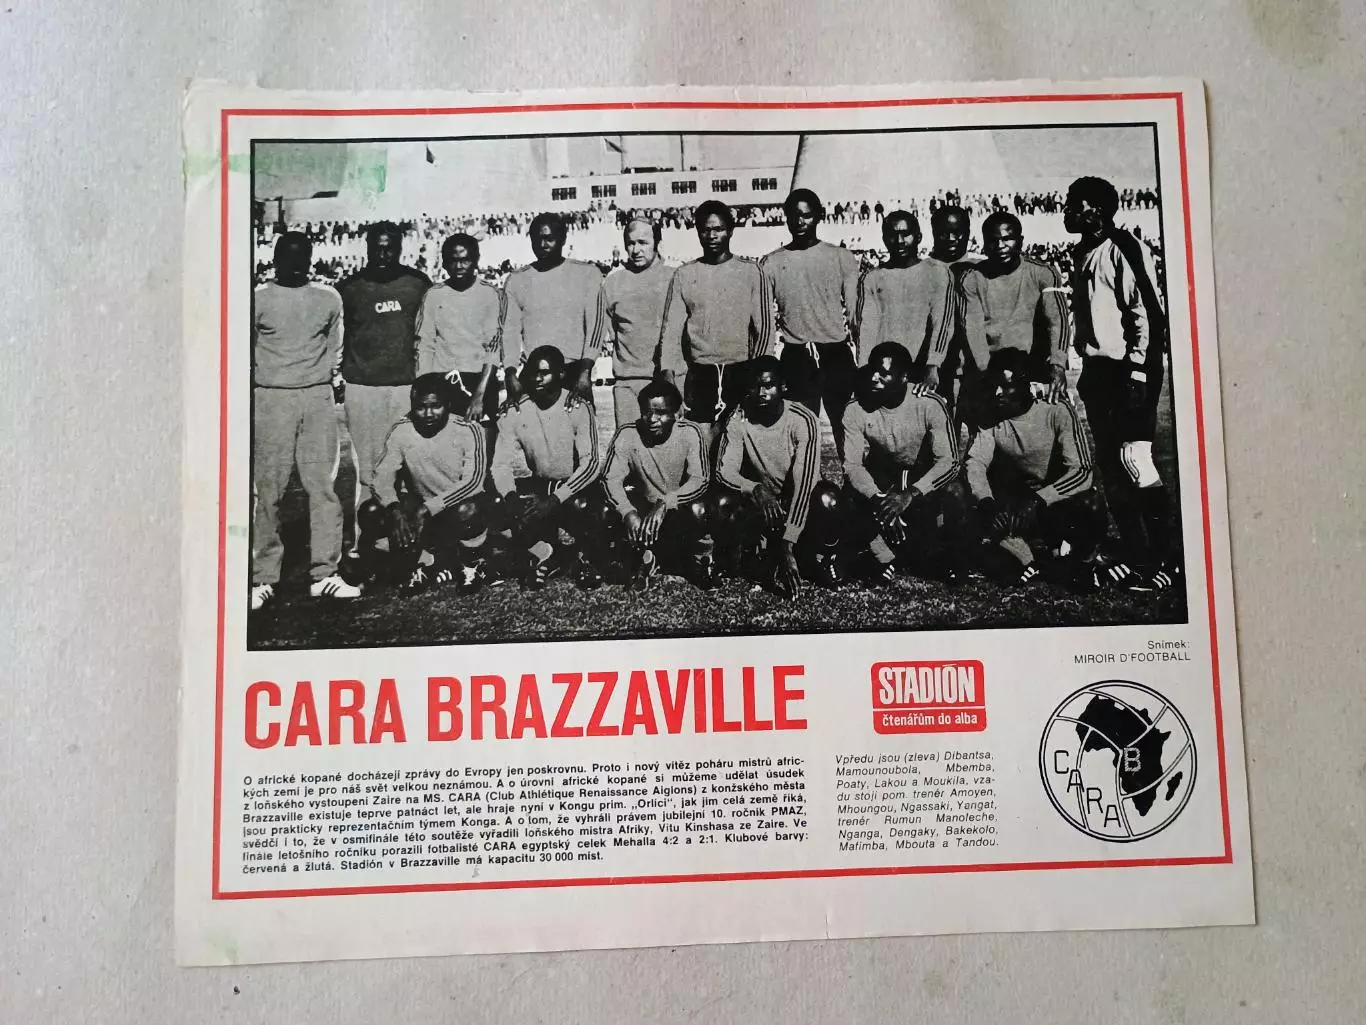 CARA
Snímek:
MIROIR D'FOOTBALL
CARA BRAZZAVILLE
STADIÓN
čtenářům do alba
O africké kopané docházejí zprávy do Evropy jen poskrovnu. Proto i nový vítěz poháru mistrů afric-
kých zemí je pro náš svět velkou neznámou. A o úrovni africké kopané si můžeme udělat úsudek
z loňského vystoupení Zaire na MS. CARA (Club Athlétique Renaissance Aiglons) z konžského města
Brazzaville existuje teprve patnáct let, ale hraje nyní v Kongu prim. „Orlíci", jak jim celá země říká,
jsou prakticky reprezentačním týmem Konga. A o tom, že vyhráli právem jubilejní 10. ročník PMAZ,
svědčí i to, že v osmifinále této soutěže vyřadili loňského mistra Afriky, Vitu Kinshasa ze Zaire. Ve
finále letošního ročníku porazili fotbalisté CARA egyptský celek Mehalla 4:2 a 2:1. Klubové barvy:
červená a žlutá. Stadión v Brazzaville má kapacitu 30 000 míst.
Vpředu jsou (zleva) Dibantsa,
Mamounoubola, Mbemba,
Poaty, Lakou a Moukila, vza-
du stojí pom. trenér Amoyen,
Mhoungou, Ngassaki, Yangat,
trenér Rumun Manoleche,
Nganga, Dengaky, Bakekolo,
Matimba, Mbouta a Tandou.
CARA
B